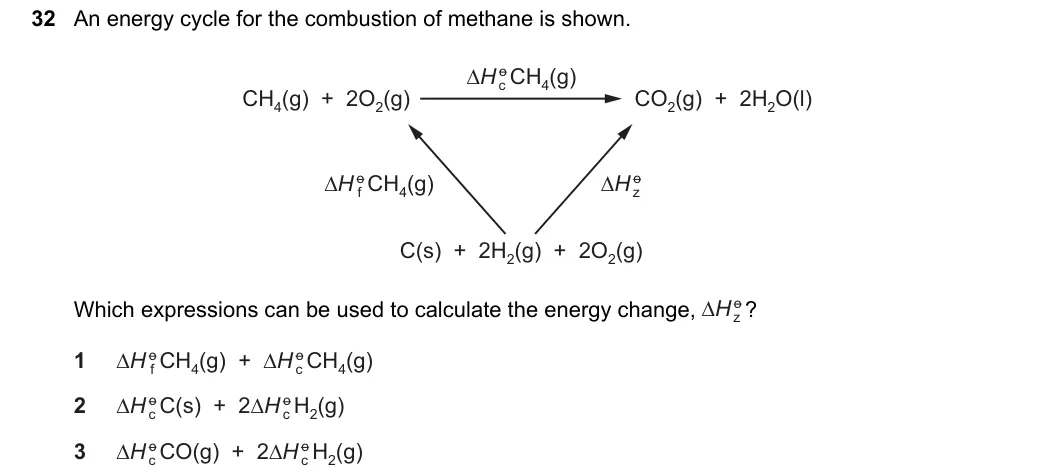 32 An energy cycle for the combustion of methane is shown.
ΔH⦵c CH₄(g)
CH₄(g) + 2O₂(g) CO₂(g) + 2H₂O(l)
ΔH⦵f CH₄(g) ΔH⦵z
C(s) + 2H₂(g) + 2O₂(g)
Which expressions can be used to calculate the energy change, ΔH⦵z?
1 ΔH⦵f CH₄(g) + ΔH⦵c CH₄(g)
2 ΔH⦵c C(s) + 2ΔH⦵c H₂(g)
3 ΔH⦵c CO(g) + 2ΔH⦵c H₂(g)